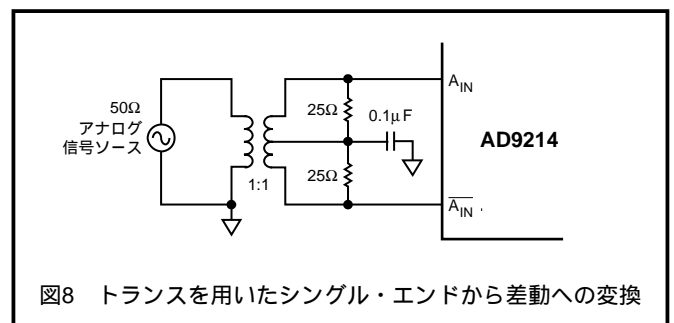 50Ω
アナログ
信号ソース
1:1
25Ω
25Ω
0.1μF
A_IN
AD9214
A̅_I̅N̅
図8 トランスを用いたシングル・エンドから差動への変換